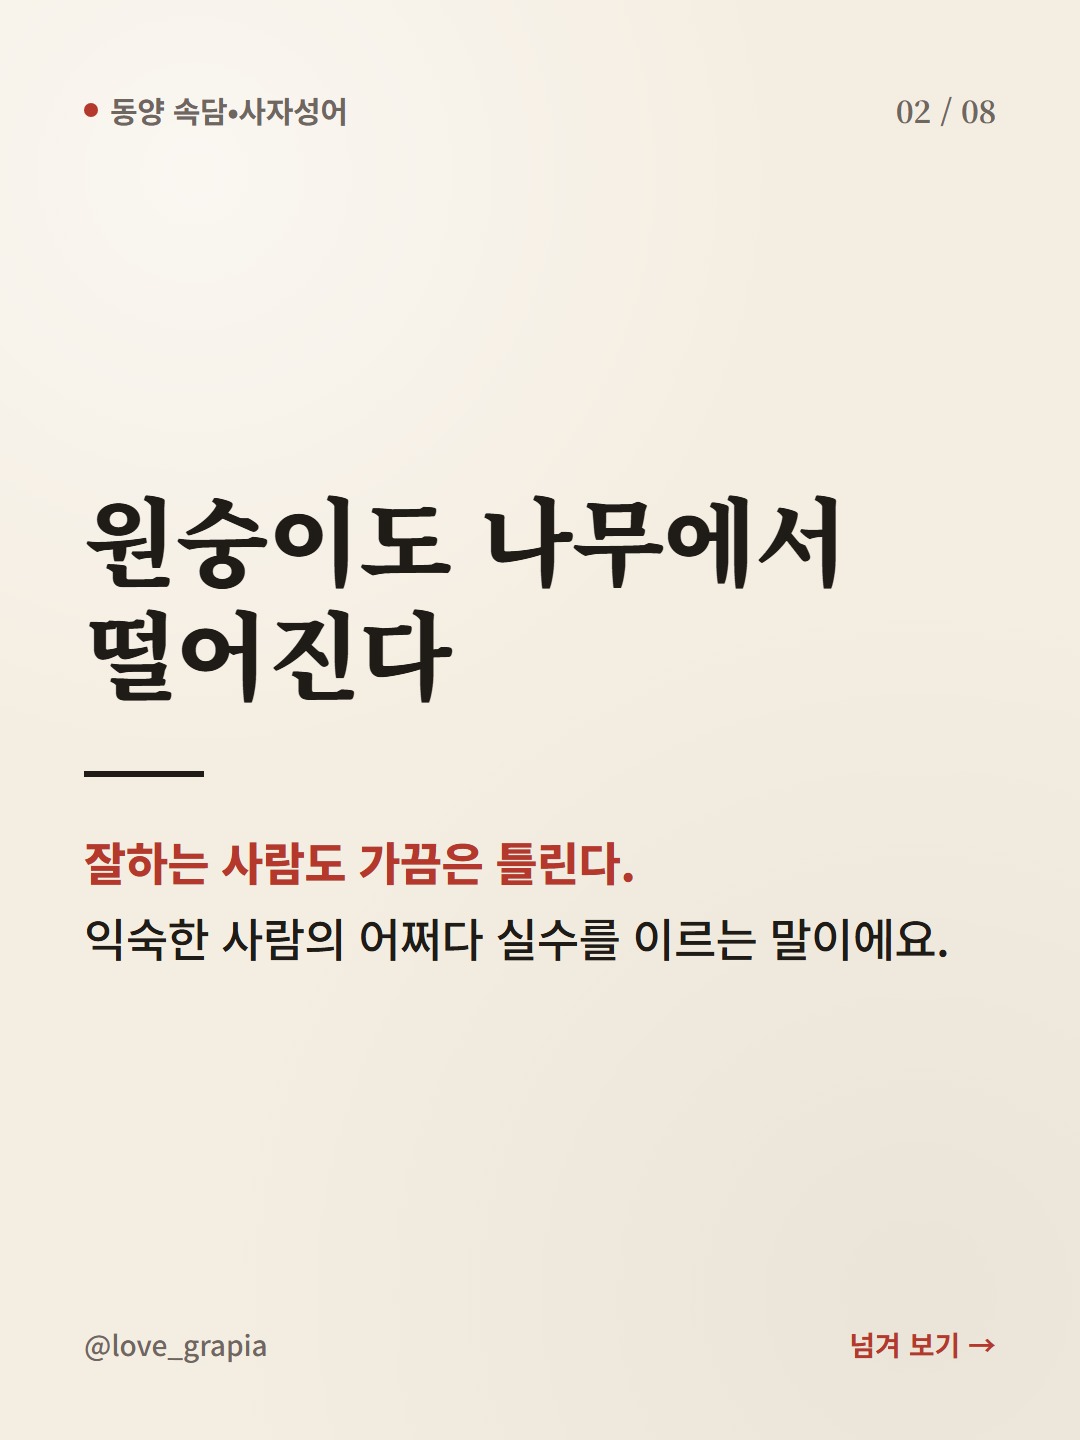 동양 속담•사자성어
02 / 08
원숭이도 나무에서
떨어진다
잘하는 사람도 가끔은 틀린다.
익숙한 사람의 어쩌다 실수를 이르는 말이에요.
@love_grapia
넘겨 보기 →